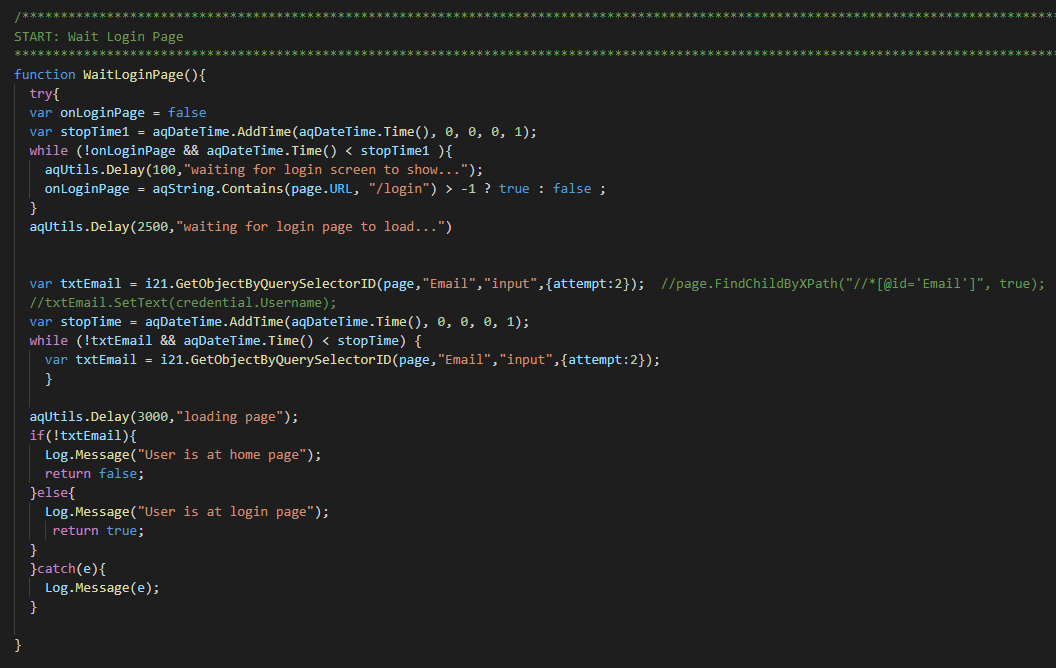 /****************************************************************************************************************************************
START: Wait Login Page
****************************************************************************************************************************************
function WaitLoginPage(){
  try{
  var onLoginPage = false
  var stopTime1 = aqDateTime.AddTime(aqDateTime.Time(), 0, 0, 0, 1);
  while (!onLoginPage && aqDateTime.Time() < stopTime1 ){
    aqUtils.Delay(100,"waiting for login screen to show...");
    onLoginPage = aqString.Contains(page.URL, "/login") > -1 ? true : false ;
  }
  aqUtils.Delay(2500,"waiting for login page to load...")
  var txtEmail = i21.GetObjectByQuerySelectorID(page,"Email","input",{attempt:2});  //page.FindChildByXPath("//*[@id='Email']", true);
  //txtEmail.SetText(credential.Username);
  var stopTime = aqDateTime.AddTime(aqDateTime.Time(), 0, 0, 0, 1);
  while (!txtEmail && aqDateTime.Time() < stopTime) {
    var txtEmail = i21.GetObjectByQuerySelectorID(page,"Email","input",{attempt:2});
    }
  aqUtils.Delay(3000,"loading page");
  if(!txtEmail){
    Log.Message("User is at home page");
    return false;
  }else{
    Log.Message("User is at login page");
     return true;
  }
  }catch(e){
    Log.Message(e);
  }
}